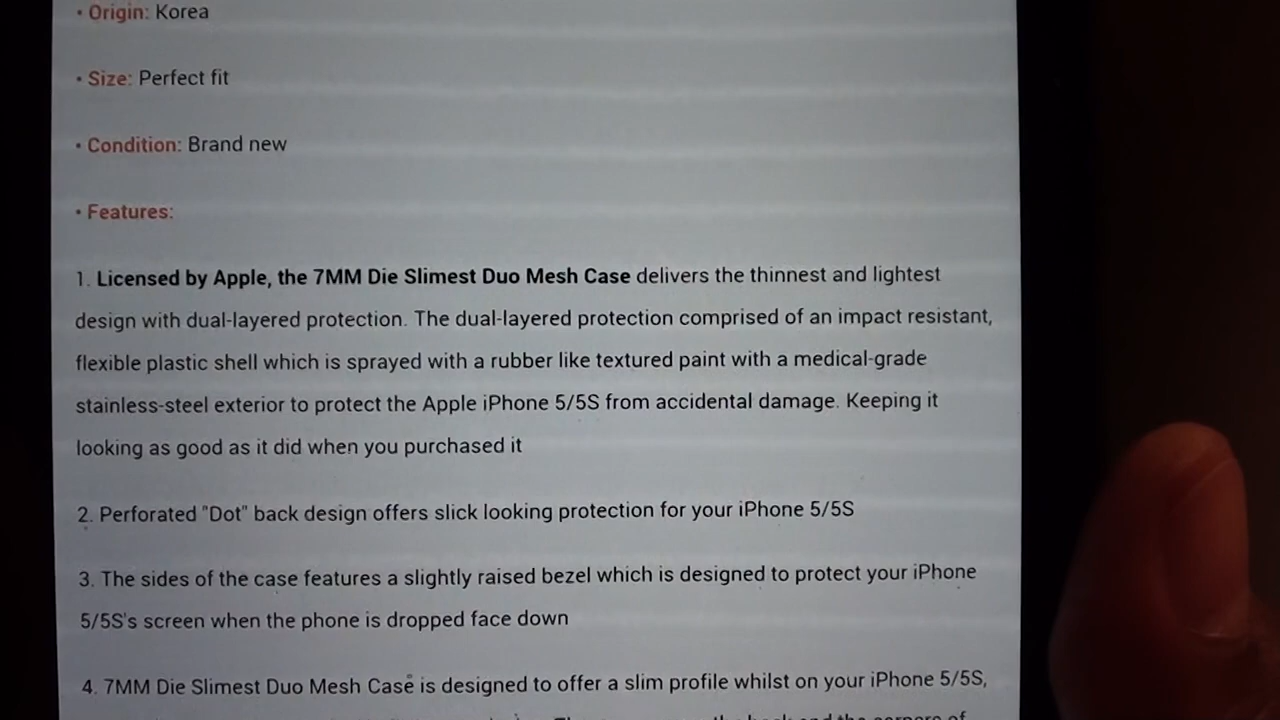 • Origin: Korea
• Size: Perfect fit
• Condition: Brand new
• Features:
1. Licensed by Apple, the 7MM Die Slimest Duo Mesh Case delivers the thinnest and lightest
design with dual-layered protection. The dual-layered protection comprised of an impact resistant,
flexible plastic shell which is sprayed with a rubber like textured paint with a medical-grade
stainless-steel exterior to protect the Apple iPhone 5/5S from accidental damage. Keeping it
looking as good as it did when you purchased it
2. Perforated "Dot" back design offers slick looking protection for your iPhone 5/5S
3. The sides of the case features a slightly raised bezel which is designed to protect your iPhone
5/5S's screen when the phone is dropped face down
4. 7MM Die Slimest Duo Mesh Case is designed to offer a slim profile whilst on your iPhone 5/5S,
the back and the corners of